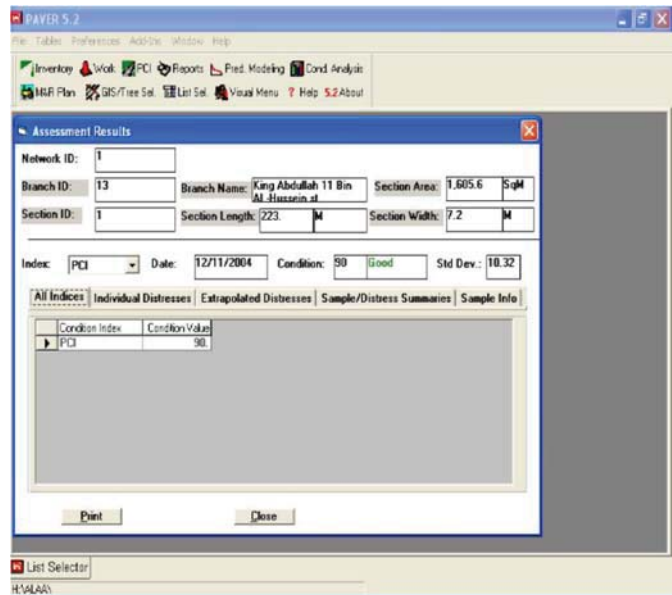 PAVER 5.2
File Tables Preferences Add-Ins Window Help
Inventory Work PCI Reports Pred. Modeling Cond. Analysis
M&R Plan GIS/Tree Sel. List Sel. Visual Menu ? Help 5.2 About
Assessment Results
Network ID: 1
Branch ID: 13 Branch Name: King Abdullah 11 Bin Section Area: 1,605.6 SqM
AL -Hussein st
Section ID: 1 Section Length: 223. M Section Width: 7.2 M
Index: PCI Date: 12/11/2004 Condition: 90 Good Std Dev.: 10.32
All Indices Individual Distresses Extrapolated Distresses Sample/Distress Summaries Sample Info
Condition Index Condition Value
PCI 90.
Print Close
List Selector
H:\ALAA\